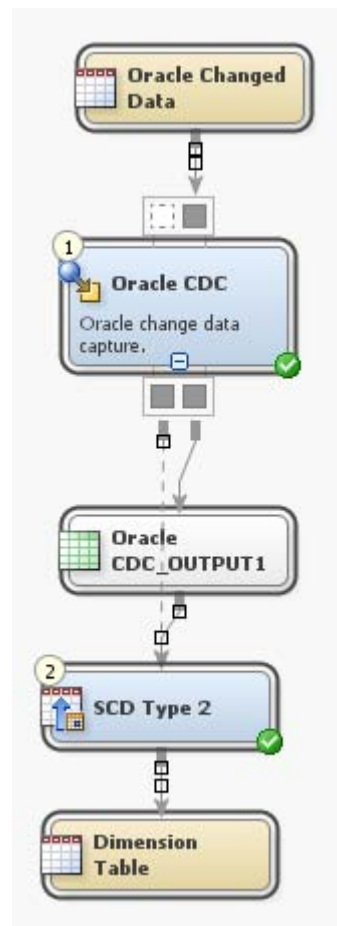 Oracle Changed
Data
1
Oracle CDC
Oracle change data
capture.
Oracle
CDC_OUTPUT1
2
SCD Type 2
Dimension
Table